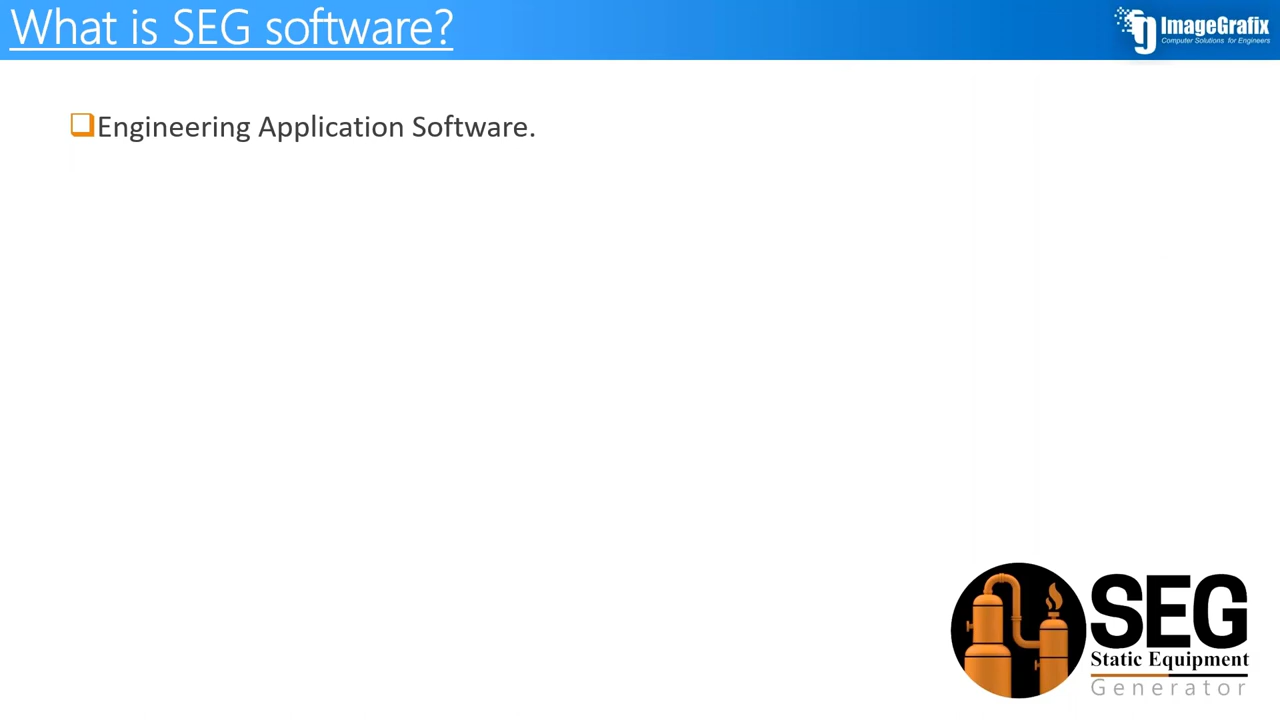 What is SEG software?
ImageGrafix
Computer Solutions for Engineers
Engineering Application Software.
SEG
Static Equipment
Generator